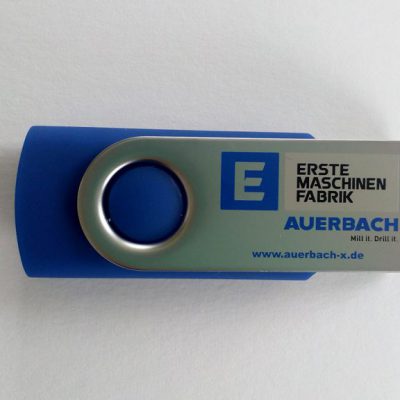 E
ERSTE
MASCHINEN
FABRIK
AUERBACH
Mill it. Drill it.
www.auerbach-x.de